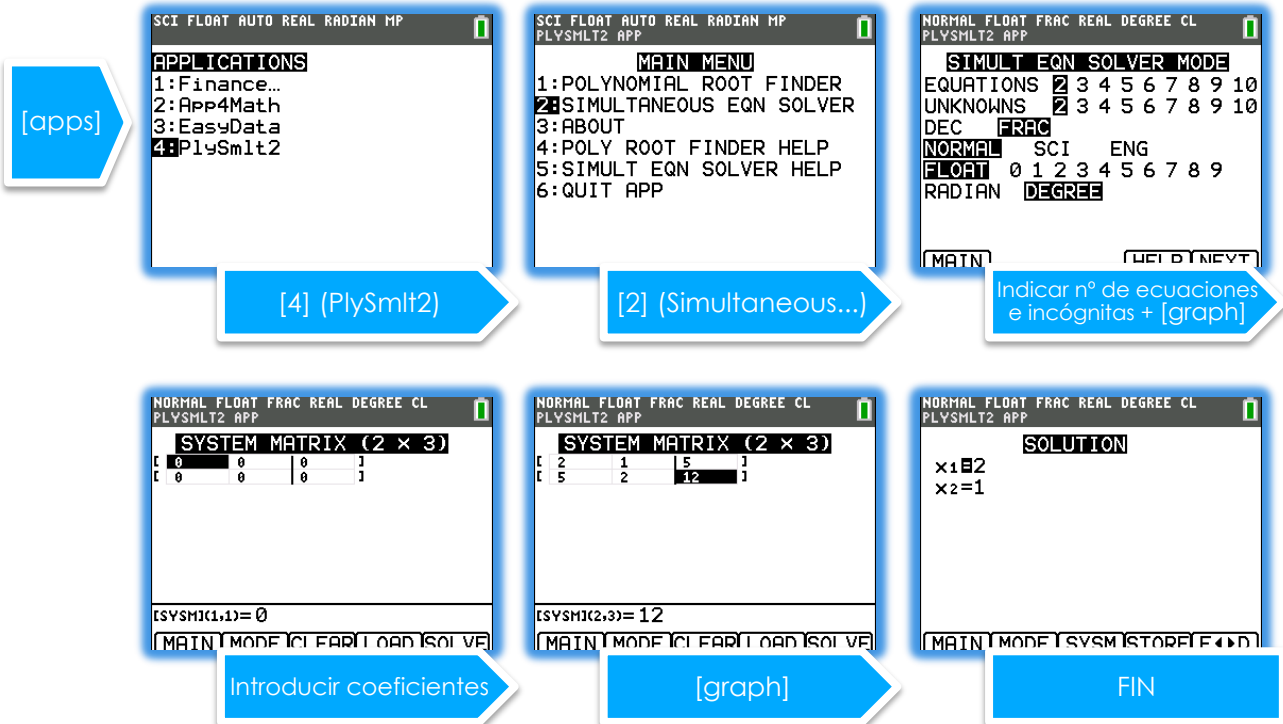 [apps]
SCI FLOAT AUTO REAL RADIAN MP
APPLICATIONS
1:Finance…
2:App4Math
3:EasyData
4:PlySmlt2
[4] (PlySmlt2)
SCI FLOAT AUTO REAL RADIAN MP
PLYSMLT2 APP
MAIN MENU
1:POLYNOMIAL ROOT FINDER
2:SIMULTANEOUS EQN SOLVER
3:ABOUT
4:POLY ROOT FINDER HELP
5:SIMULT EQN SOLVER HELP
6:QUIT APP
[2] (Simultaneous...)
NORMAL FLOAT FRAC REAL DEGREE CL
PLYSMLT2 APP
SIMULT EQN SOLVER MODE
EQUATIONS 2 3 4 5 6 7 8 9 10
UNKNOWNS 2 3 4 5 6 7 8 9 10
DEC FRAC
NORMAL SCI ENG
FLOAT 0 1 2 3 4 5 6 7 8 9
RADIAN DEGREE
MAIN HELP NEXT
Indicar nº de ecuaciones
e incógnitas + [graph]
NORMAL FLOAT FRAC REAL DEGREE CL
PLYSMLT2 APP
SYSTEM MATRIX (2 × 3)
[ 0 0 | 0 ]
[ 0 0 | 0 ]
[SYSM](1,1)=0
MAIN MODE CLEAR LOAD SOLVE
Introducir coeficientes
NORMAL FLOAT FRAC REAL DEGREE CL
PLYSMLT2 APP
SYSTEM MATRIX (2 × 3)
[ 2 1 | 5 ]
[ 5 2 | 12 ]
[SYSM](2,3)=12
MAIN MODE CLEAR LOAD SOLVE
[graph]
NORMAL FLOAT FRAC REAL DEGREE CL
PLYSMLT2 APP
SOLUTION
x₁=2
x₂=1
MAIN MODE SYSM STORE F◄►D
FIN